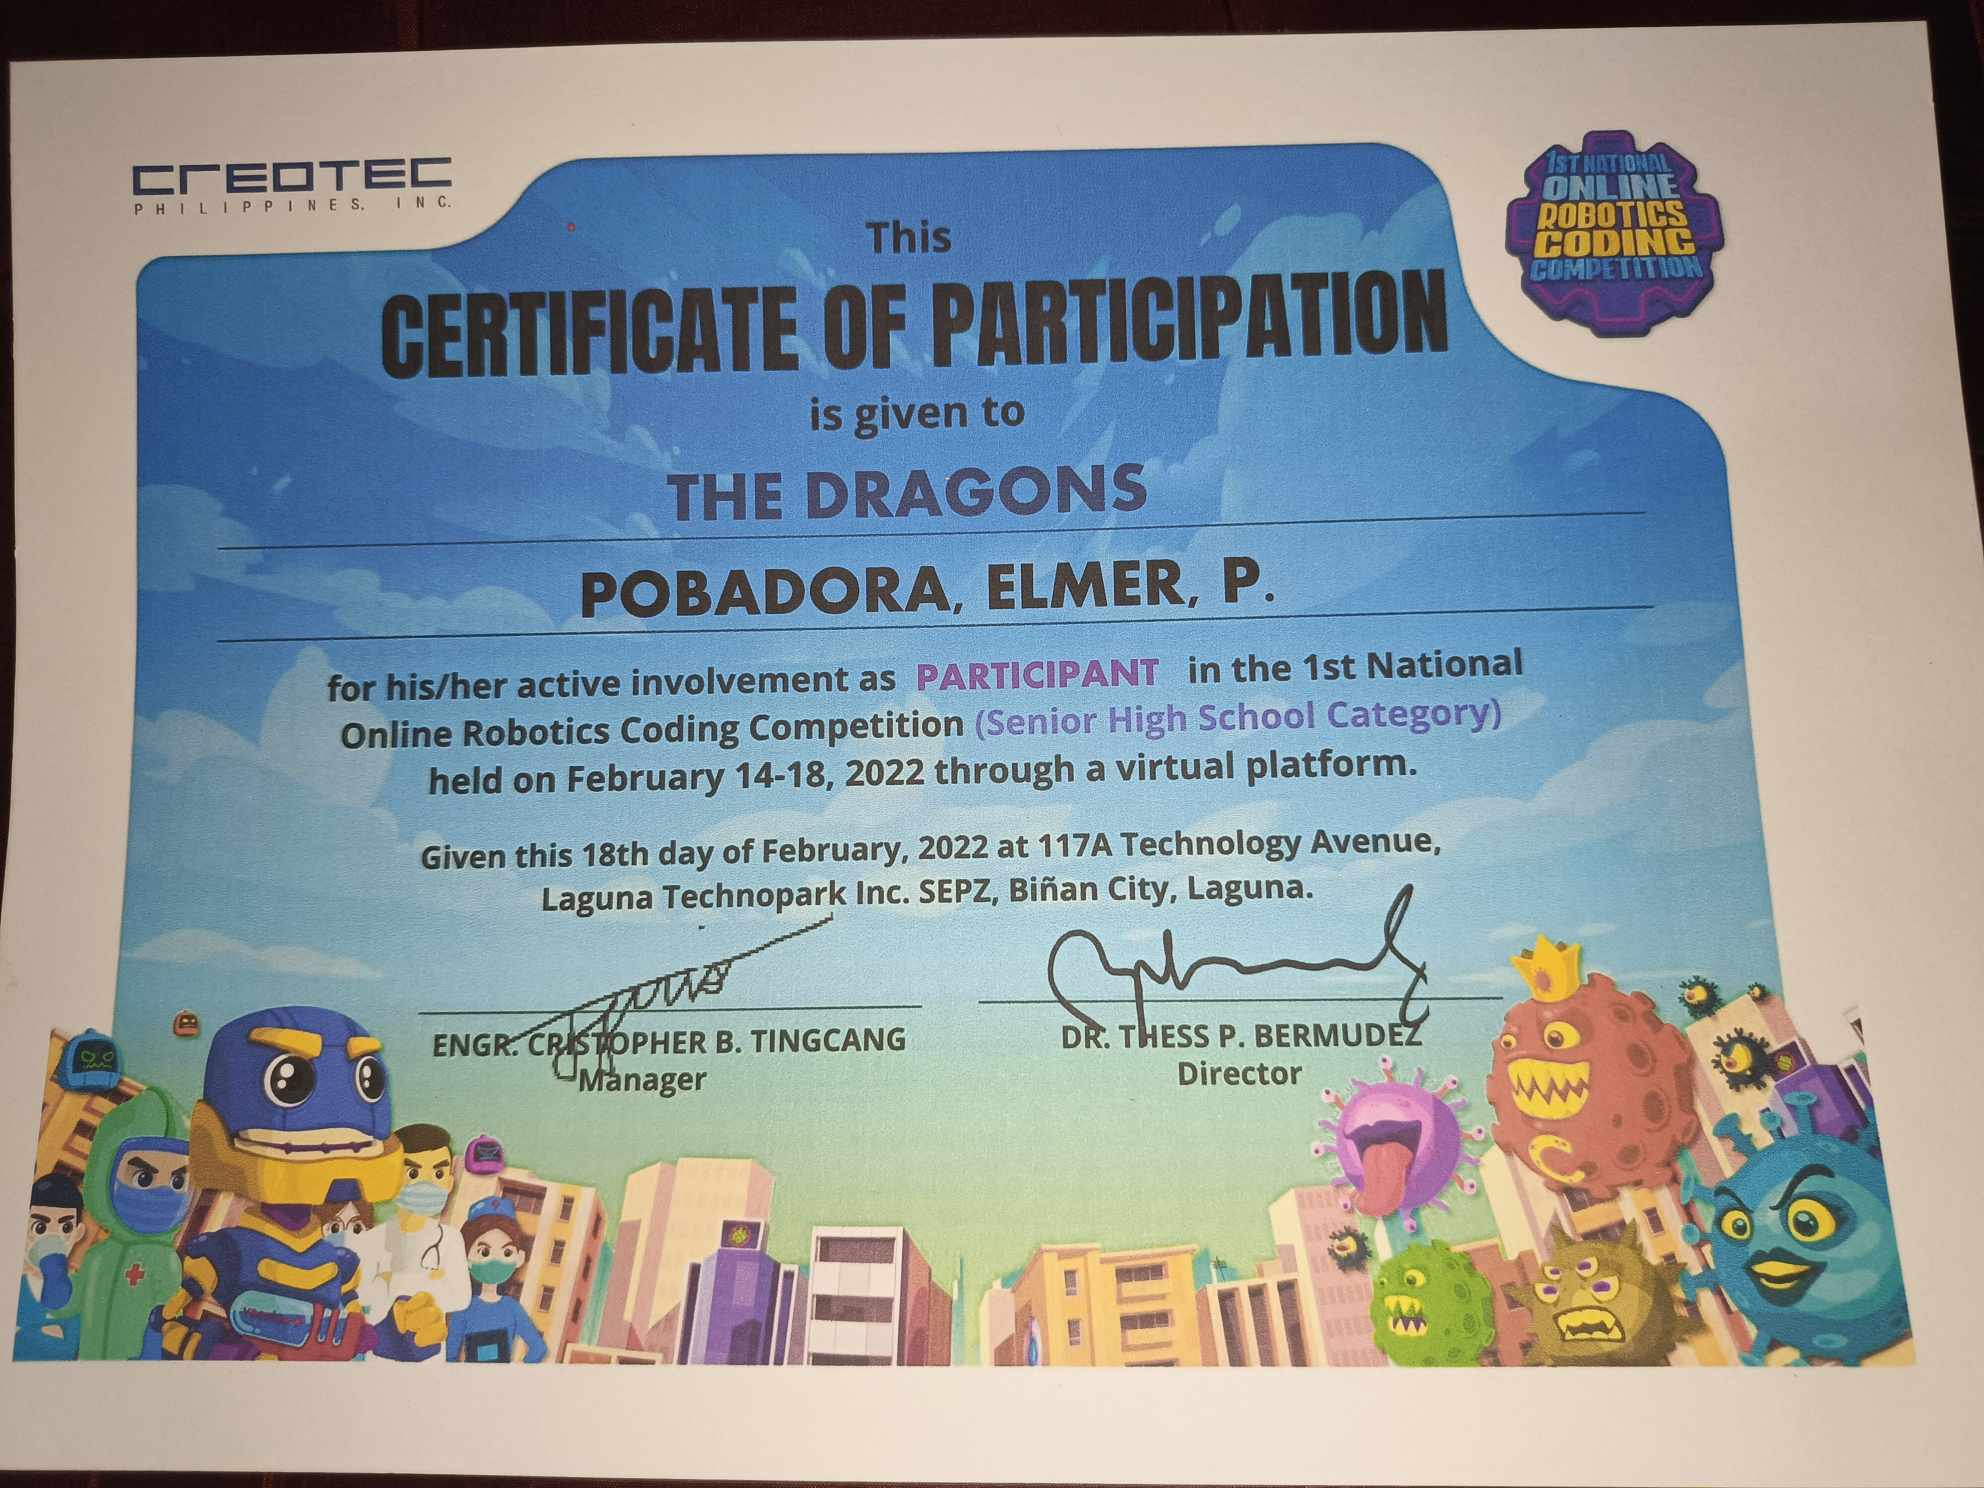 CREOTEC
PHILIPPINES, INC.
1ST NATIONAL
ONLINE
ROBOTICS
CODING
COMPETITION
This
CERTIFICATE OF PARTICIPATION
is given to
THE DRAGONS
POBADORA, ELMER, P.
for his/her active involvement as PARTICIPANT in the 1st National
Online Robotics Coding Competition (Senior High School Category)
held on February 14-18, 2022 through a virtual platform.
Given this 18th day of February, 2022 at 117A Technology Avenue,
Laguna Technopark Inc. SEPZ, Biñan City, Laguna.
ENGR. CRISTOPHER B. TINGCANG
Manager
DR. THESS P. BERMUDEZ
Director